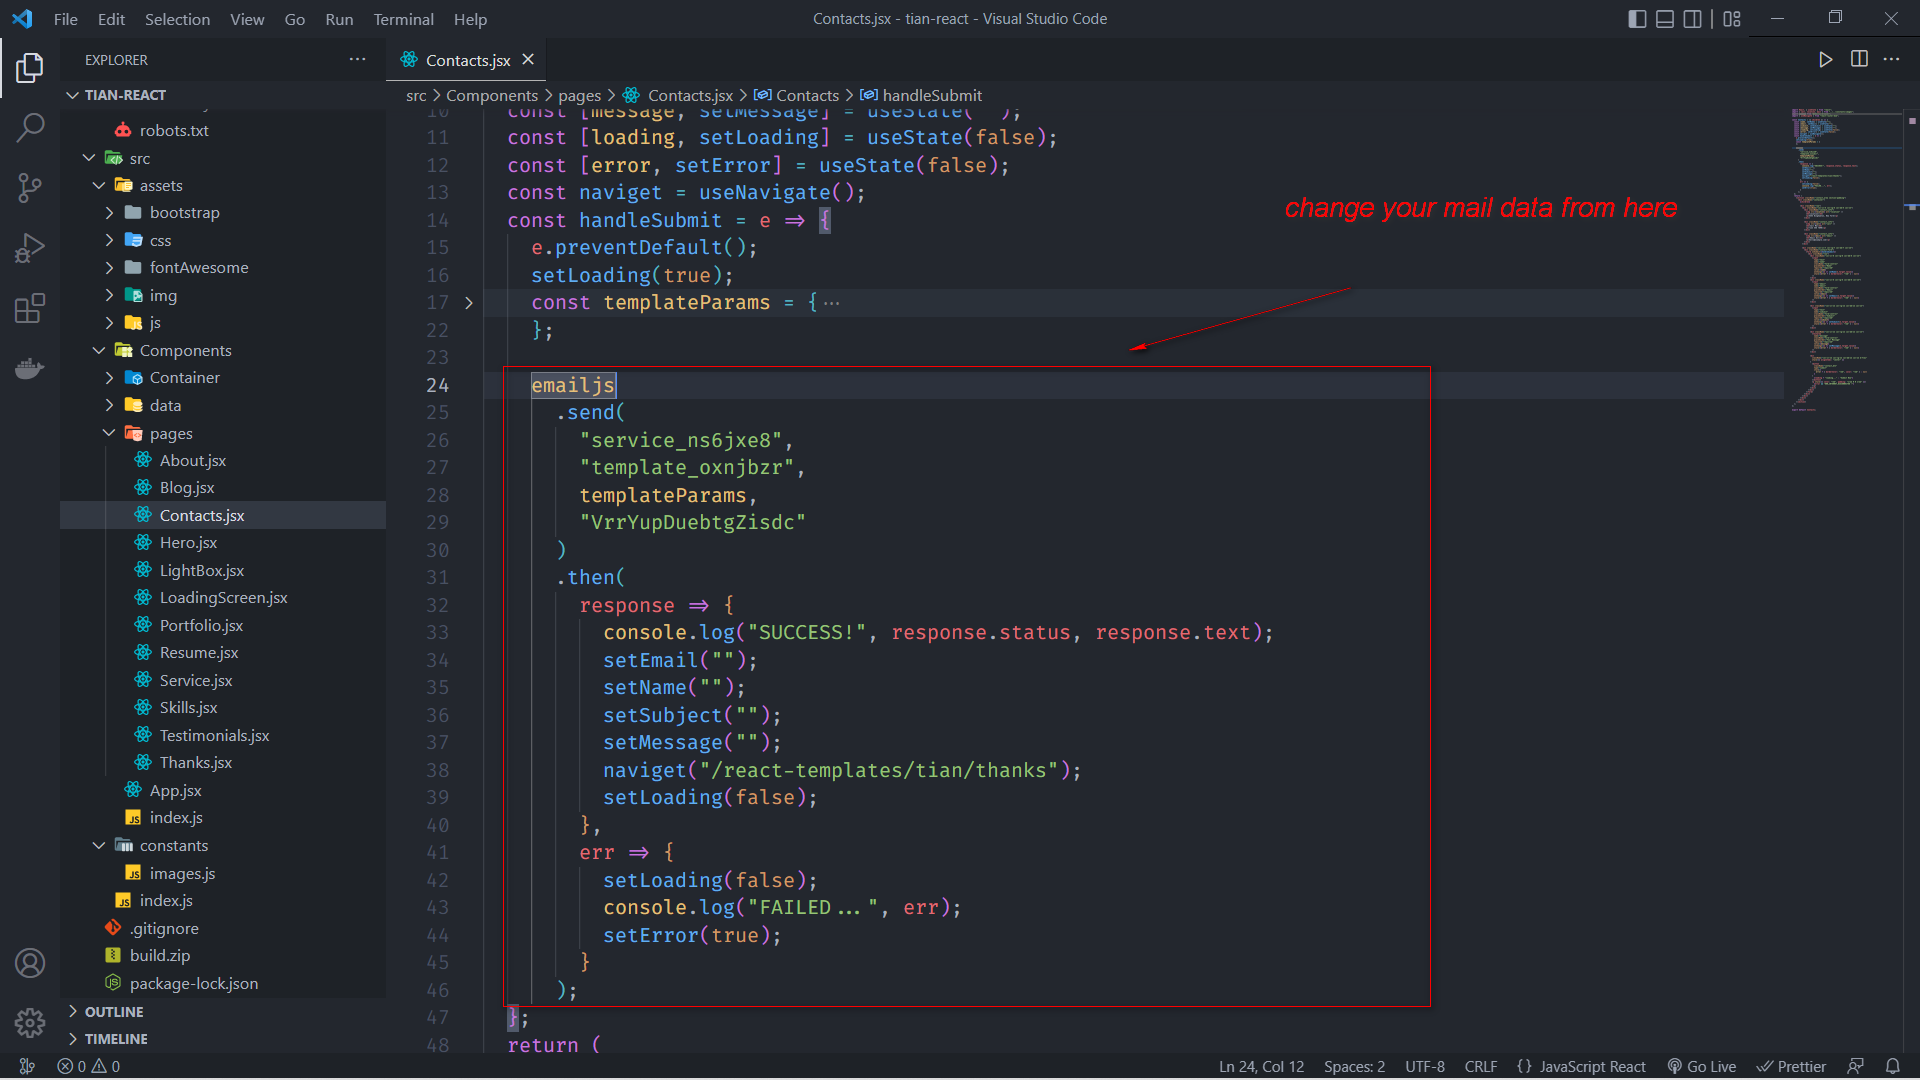 File Edit Selection View Go Run Terminal Help
Contacts.jsx - tian-react - Visual Studio Code
EXPLORER
Contacts.jsx
TIAN-REACT
src > Components > pages > Contacts.jsx > Contacts > handleSubmit
robots.txt
src
assets
bootstrap
css
fontAwesome
img
js
Components
Container
data
pages
About.jsx
Blog.jsx
Contacts.jsx
Hero.jsx
LightBox.jsx
LoadingScreen.jsx
Portfolio.jsx
Resume.jsx
Service.jsx
Skills.jsx
Testimonials.jsx
Thanks.jsx
App.jsx
index.js
constants
images.js
index.js
.gitignore
build.zip
package-lock.json
OUTLINE
TIMELINE
10 const [message, setMessage] = useState(" ");
11 const [loading, setLoading] = useState(false);
12 const [error, setError] = useState(false);
13 const naviget = useNavigate();
14 const handleSubmit = e => {
15 e.preventDefault();
16 setLoading(true);
17 const templateParams = {…
22 };
23
24 emailjs
25 .send(
26 "service_ns6jxe8",
27 "template_oxnjbzr",
28 templateParams,
29 "VrrYupDuebtgZisdc"
30 )
31 .then(
32 response => {
33 console.log("SUCCESS!", response.status, response.text);
34 setEmail("");
35 setName("");
36 setSubject("");
37 setMessage("");
38 naviget("/react-templates/tian/thanks");
39 setLoading(false);
40 },
41 err => {
42 setLoading(false);
43 console.log("FAILED...", err);
44 setError(true);
45 }
46 );
47 };
48 return (
change your mail data from here
0 0
Ln 24, Col 12 Spaces: 2 UTF-8 CRLF {} JavaScript React Go Live Prettier